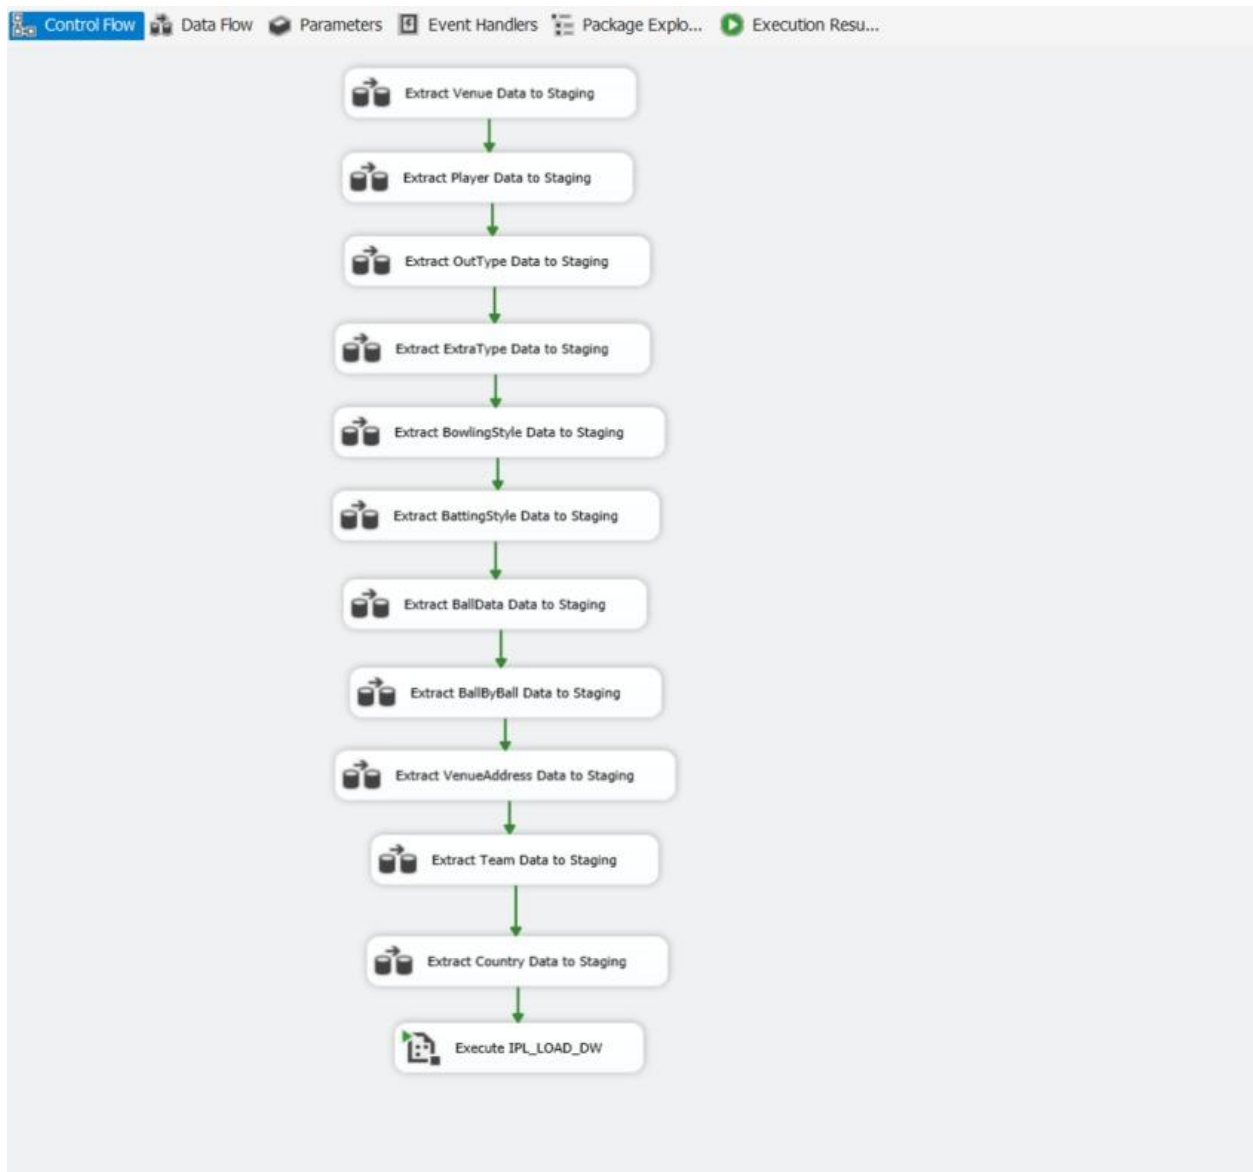 Control Flow Data Flow Parameters Event Handlers Package Explo... Execution Resu...
Extract Venue Data to Staging
Extract Player Data to Staging
Extract OutType Data to Staging
Extract ExtraType Data to Staging
Extract BowlingStyle Data to Staging
Extract BattingStyle Data to Staging
Extract BallData Data to Staging
Extract BallByBall Data to Staging
Extract VenueAddress Data to Staging
Extract Team Data to Staging
Extract Country Data to Staging
Execute IPL_LOAD_DW